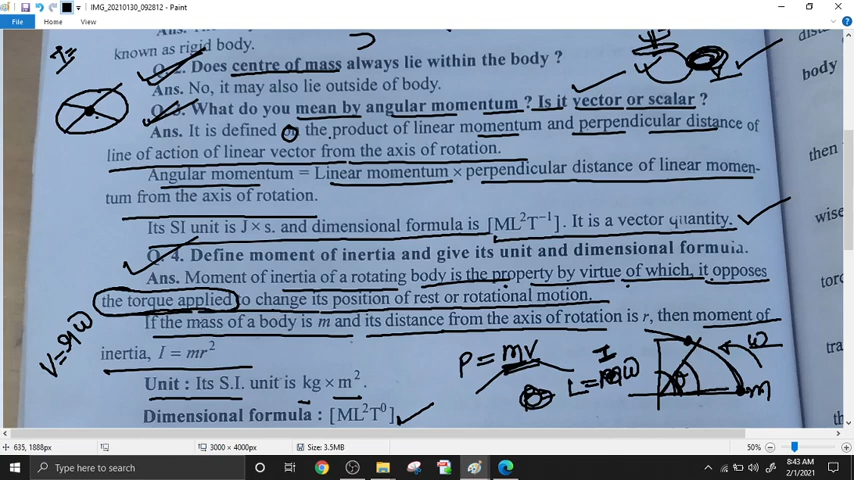 IMG_20210130_092812 - Paint
File Home View
known as rigid body.
Q. 2. Does centre of mass always lie within the body ?
Ans. No, it may also lie outside of body.
What do you mean by angular momentum ? Is it vector or scalar ?
Ans. It is defined the product of linear momentum and perpendicular distance of
line of action of linear vector from the axis of rotation.
Angular momentum = Linear momentum × perpendicular distance of linear momen-
tum from the axis of rotation.
Its SI unit is J × s. and dimensional formula is [ML²T⁻¹]. It is a vector quantity.
Q. 4. Define moment of inertia and give its unit and dimensional formula.
Ans. Moment of inertia of a rotating body is the property by virtue of which, it opposes
the torque applied to change its position of rest or rotational motion.
If the mass of a body is m and its distance from the axis of rotation is r, then moment of
inertia, I = mr²
Unit : Its S.I. unit is kg × m².
Dimensional formula : [ML²T⁰]
P = mv
I
ω
m
body
then
wise
635, 1888px
3000 × 4000px
Size: 3.5MB
50%
Type here to search
8:43 AM
2/1/2021